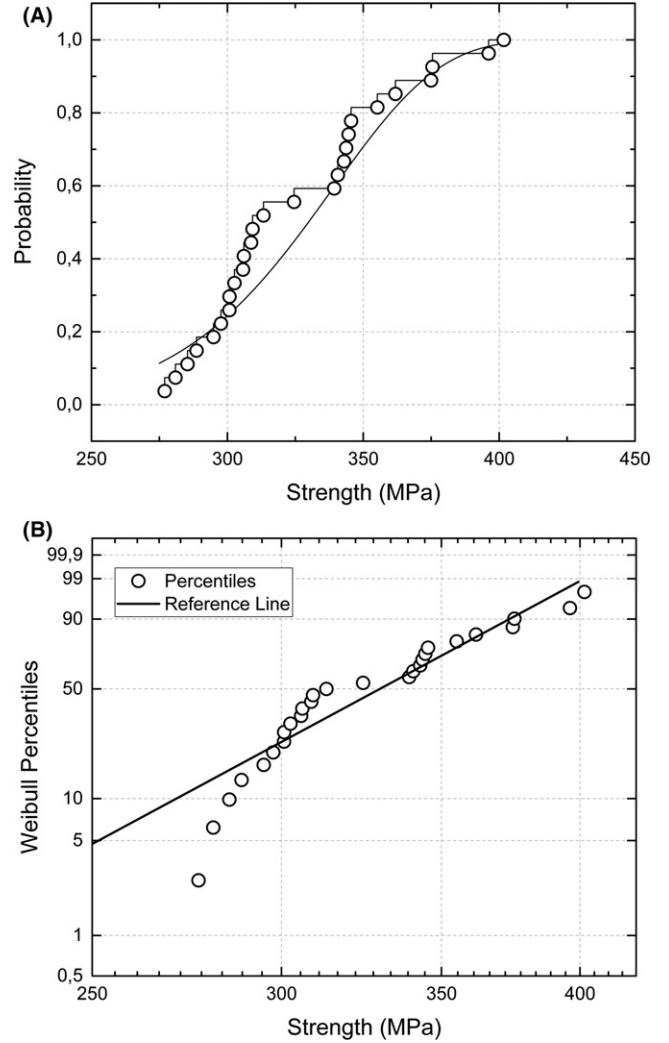 (A)
1,0
0,8
0,6
0,4
0,2
0,0
Probability
250 300 350 400 450
Strength (MPa)
(B)
99,9
99
90
50
10
5
1
0,5
Weibull Percentiles
Percentiles
Reference Line
250 300 350 400
Strength (MPa)